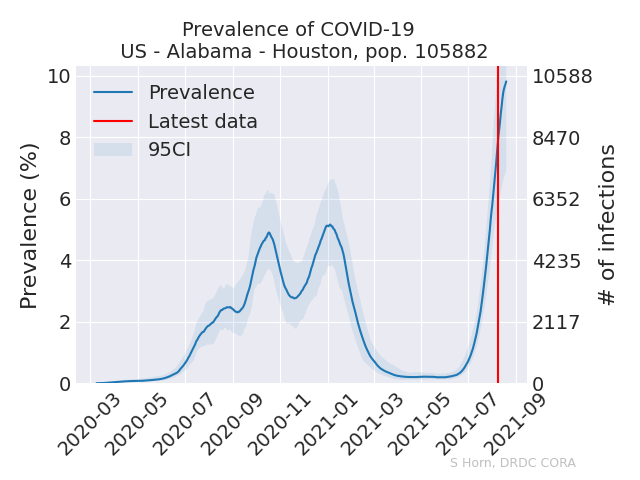 Prevalence of COVID-19
US - Alabama - Houston, pop. 105882
Prevalence (%)
10
8
6
4
2
0
Prevalence
Latest data
95CI
10588
8470
6352
4235
2117
0
# of infections
2020-03
2020-05
2020-07
2020-09
2020-11
2021-01
2021-03
2021-05
2021-07
2021-09
S Horn, DRDC CORA